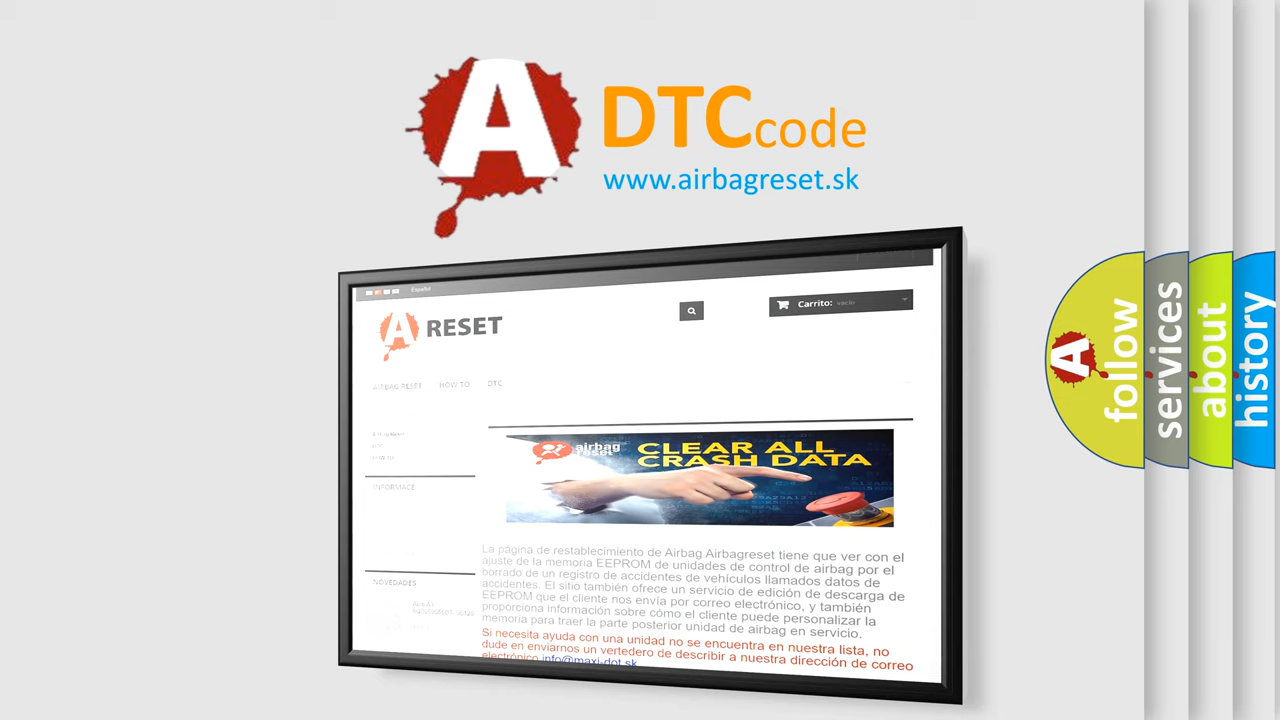 A
DTCcode
www.airbagreset.sk
Español
A RESET
Carrito: vacío
AIRBAG RESET HOW TO DTC
airbag
reset
CLEAR ALL
CRASH DATA
INFORMACE
NOVEDADES
La página de restablecimiento de Airbag Airbagreset tiene que ver con el
ajuste de la memoria EEPROM de unidades de control de airbag por el
borrado de un registro de accidentes de vehículos llamados datos de
accidentes. El sitio también ofrece un servicio de edición de descarga de
EEPROM que el cliente nos envía por correo electrónico, y también
proporciona información sobre cómo el cliente puede personalizar la
memoria para traer la parte posterior unidad de airbag en servicio.
Si necesita ayuda con una unidad no se encuentra en nuestra lista, no
dude en enviarnos un vertedero de describir a nuestra dirección de correo
electrónico info@maxi-dot.sk
A
follow
services
about
history